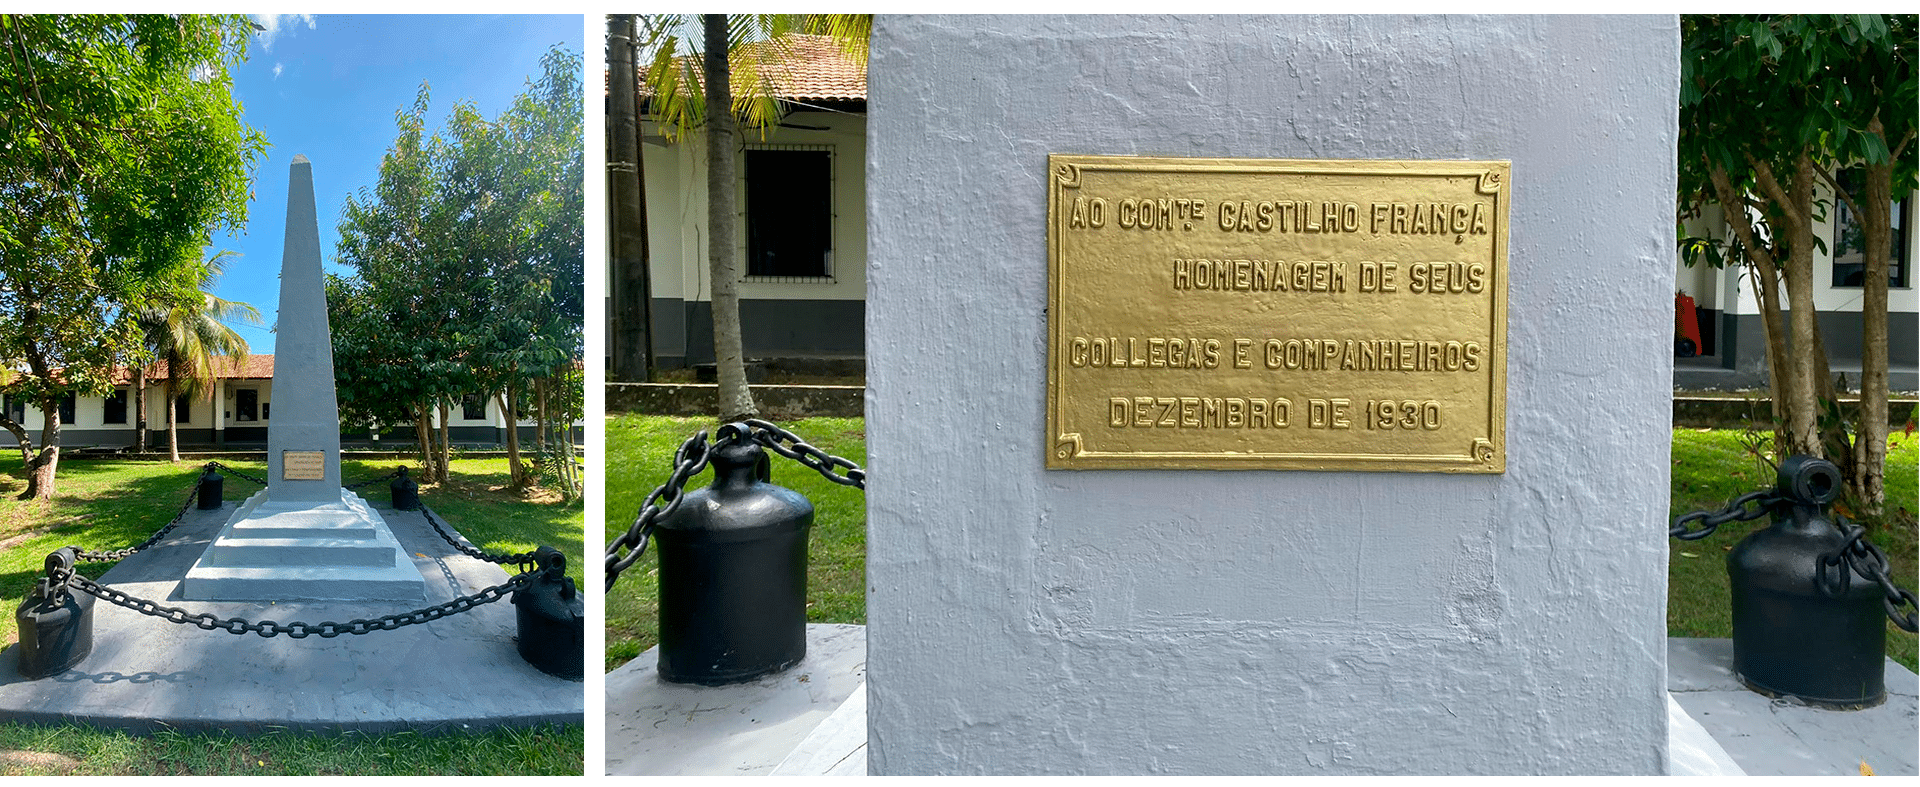 AO COMTE. CASTILHO FRANÇA
HOMENAGEM DE SEUS
COLLEGAS E COMPANHEIROS
DEZEMBRO DE 1930